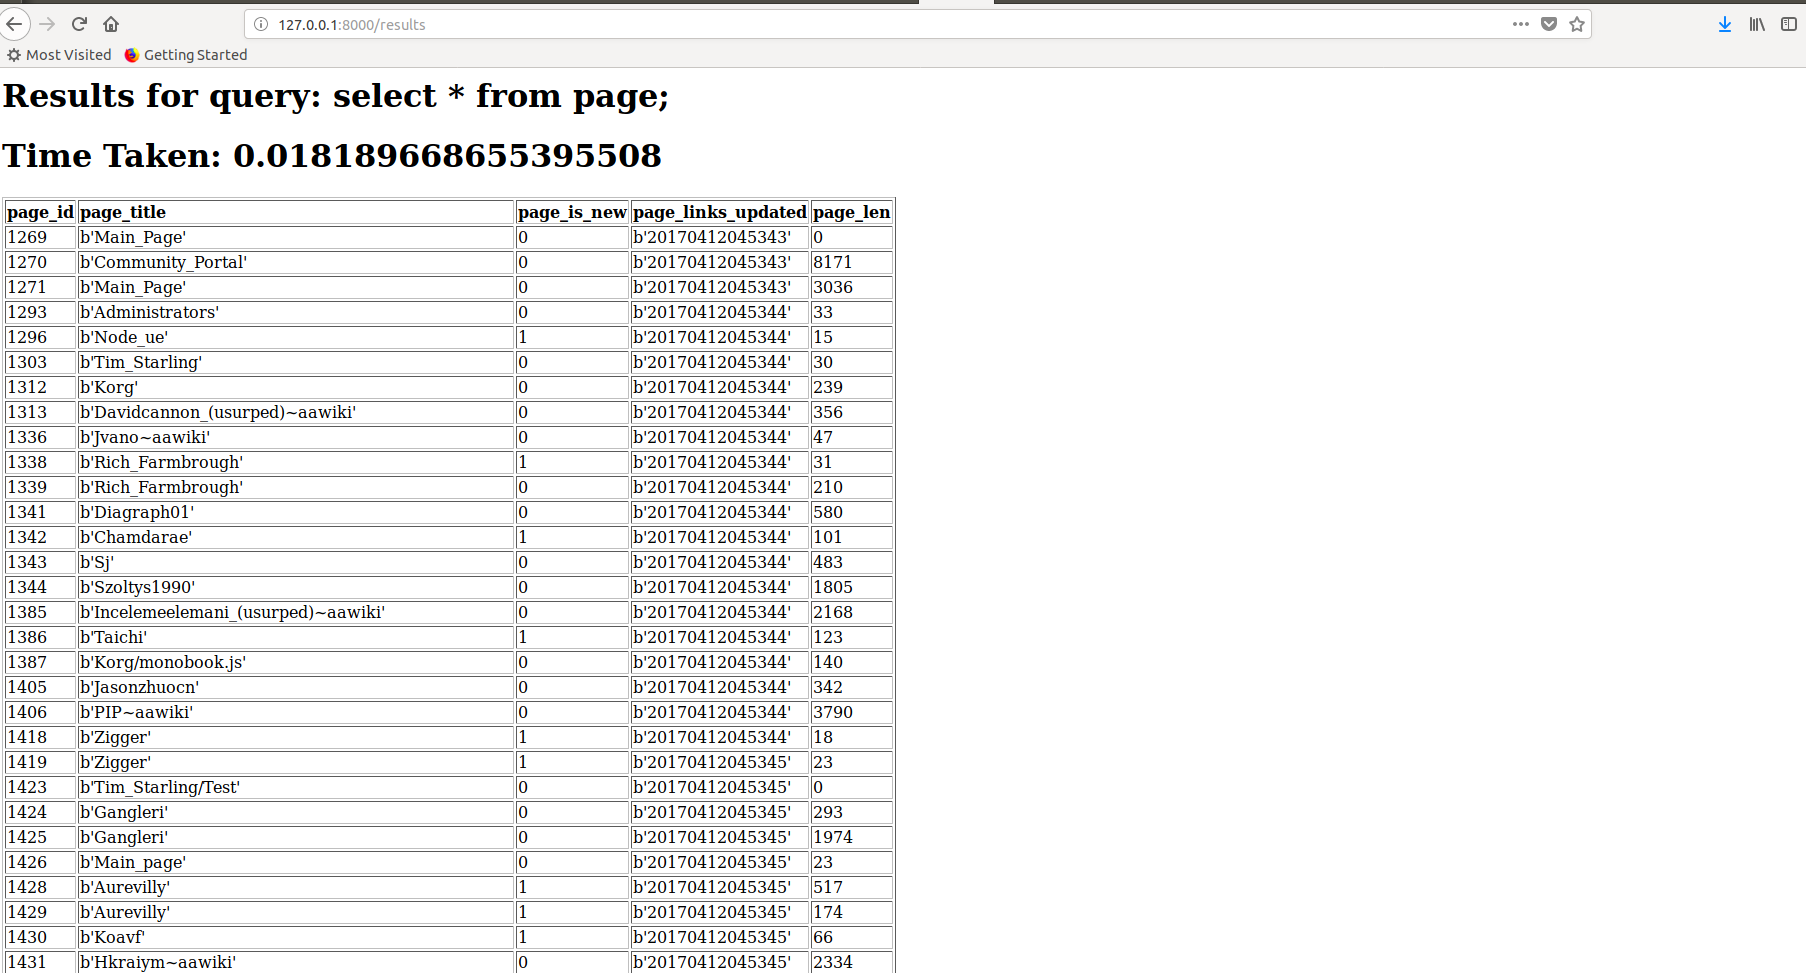 127.0.0.1:8000/results
Most Visited Getting Started
Results for query: select * from page;
Time Taken: 0.018189668655395508
page_id page_title page_is_new page_links_updated page_len
1269 b'Main_Page' 0 b'20170412045343' 0
1270 b'Community_Portal' 0 b'20170412045343' 8171
1271 b'Main_Page' 0 b'20170412045343' 3036
1293 b'Administrators' 0 b'20170412045344' 33
1296 b'Node_ue' 1 b'20170412045344' 15
1303 b'Tim_Starling' 0 b'20170412045344' 30
1312 b'Korg' 0 b'20170412045344' 239
1313 b'Davidcannon_(usurped)~aawiki' 0 b'20170412045344' 356
1336 b'Jvano~aawiki' 0 b'20170412045344' 47
1338 b'Rich_Farmbrough' 1 b'20170412045344' 31
1339 b'Rich_Farmbrough' 0 b'20170412045344' 210
1341 b'Diagraph01' 0 b'20170412045344' 580
1342 b'Chamdarae' 1 b'20170412045344' 101
1343 b'Sj' 0 b'20170412045344' 483
1344 b'Szoltys1990' 0 b'20170412045344' 1805
1385 b'Incelemeelemani_(usurped)~aawiki' 0 b'20170412045344' 2168
1386 b'Taichi' 1 b'20170412045344' 123
1387 b'Korg/monobook.js' 0 b'20170412045344' 140
1405 b'Jasonzhuocn' 0 b'20170412045344' 342
1406 b'PIP~aawiki' 0 b'20170412045344' 3790
1418 b'Zigger' 1 b'20170412045344' 18
1419 b'Zigger' 1 b'20170412045345' 23
1423 b'Tim_Starling/Test' 0 b'20170412045345' 0
1424 b'Gangleri' 0 b'20170412045345' 293
1425 b'Gangleri' 0 b'20170412045345' 1974
1426 b'Main_page' 0 b'20170412045345' 23
1428 b'Aurevilly' 1 b'20170412045345' 517
1429 b'Aurevilly' 1 b'20170412045345' 174
1430 b'Koavf' 1 b'20170412045345' 66
1431 b'Hkraiym~aawiki' 0 b'20170412045345' 2334